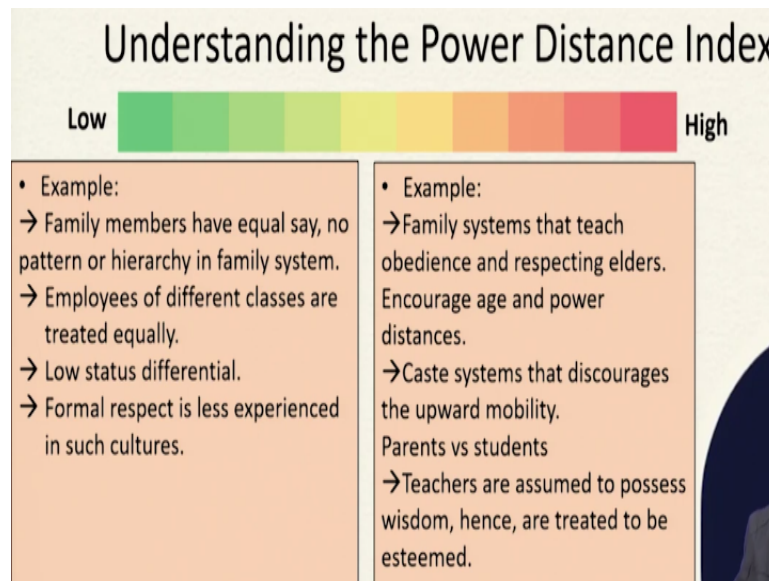 Understanding the Power Distance Index
Low
High
• Example:
→ Family members have equal say, no
pattern or hierarchy in family system.
→ Employees of different classes are
treated equally.
→ Low status differential.
→ Formal respect is less experienced
in such cultures.
• Example:
→Family systems that teach
obedience and respecting elders.
Encourage age and power
distances.
→Caste systems that discourages
the upward mobility.
Parents vs students
→Teachers are assumed to possess
wisdom, hence, are treated to be
esteemed.